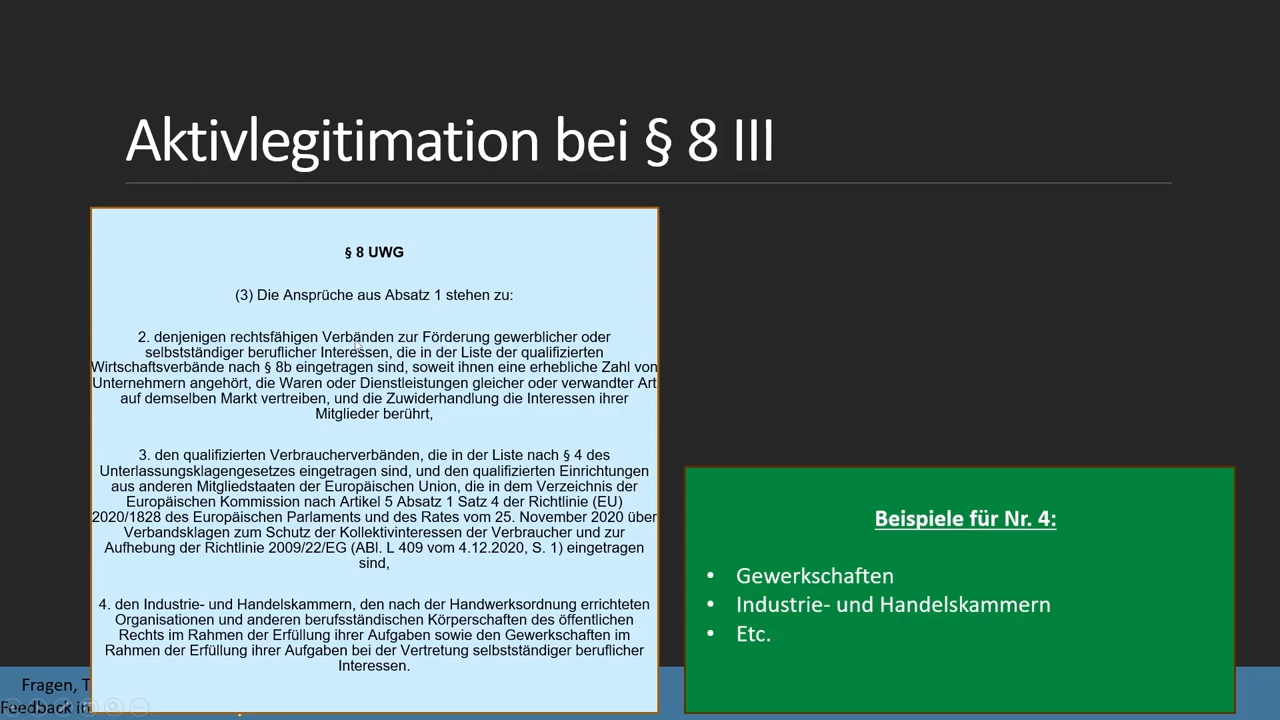 Aktivlegitimation bei § 8 III
§ 8 UWG
(3) Die Ansprüche aus Absatz 1 stehen zu:
2. denjenigen rechtsfähigen Verbänden zur Förderung gewerblicher oder
selbstständiger beruflicher Interessen, die in der Liste der qualifizierten
Wirtschaftsverbände nach § 8b eingetragen sind, soweit ihnen eine erhebliche Zahl von
Unternehmern angehört, die Waren oder Dienstleistungen gleicher oder verwandter Art
auf demselben Markt vertreiben, und die Zuwiderhandlung die Interessen ihrer
Mitglieder berührt,
3. den qualifizierten Verbraucherverbänden, die in der Liste nach § 4 des
Unterlassungsklagengesetzes eingetragen sind, und den qualifizierten Einrichtungen
aus anderen Mitgliedstaaten der Europäischen Union, die in dem Verzeichnis der
Europäischen Kommission nach Artikel 5 Absatz 1 Satz 4 der Richtlinie (EU)
2020/1828 des Europäischen Parlaments und des Rates vom 25. November 2020 über
Verbandsklagen zum Schutz der Kollektivinteressen der Verbraucher und zur
Aufhebung der Richtlinie 2009/22/EG (ABl. L 409 vom 4.12.2020, S. 1) eingetragen
sind,
4. den Industrie- und Handelskammern, den nach der Handwerksordnung errichteten
Organisationen und anderen berufsständischen Körperschaften des öffentlichen
Rechts im Rahmen der Erfüllung ihrer Aufgaben sowie den Gewerkschaften im
Rahmen der Erfüllung ihrer Aufgaben bei der Vertretung selbstständiger beruflicher
Interessen.
Beispiele für Nr. 4:
• Gewerkschaften
• Industrie- und Handelskammern
• Etc.
Fragen, T
Feedback in